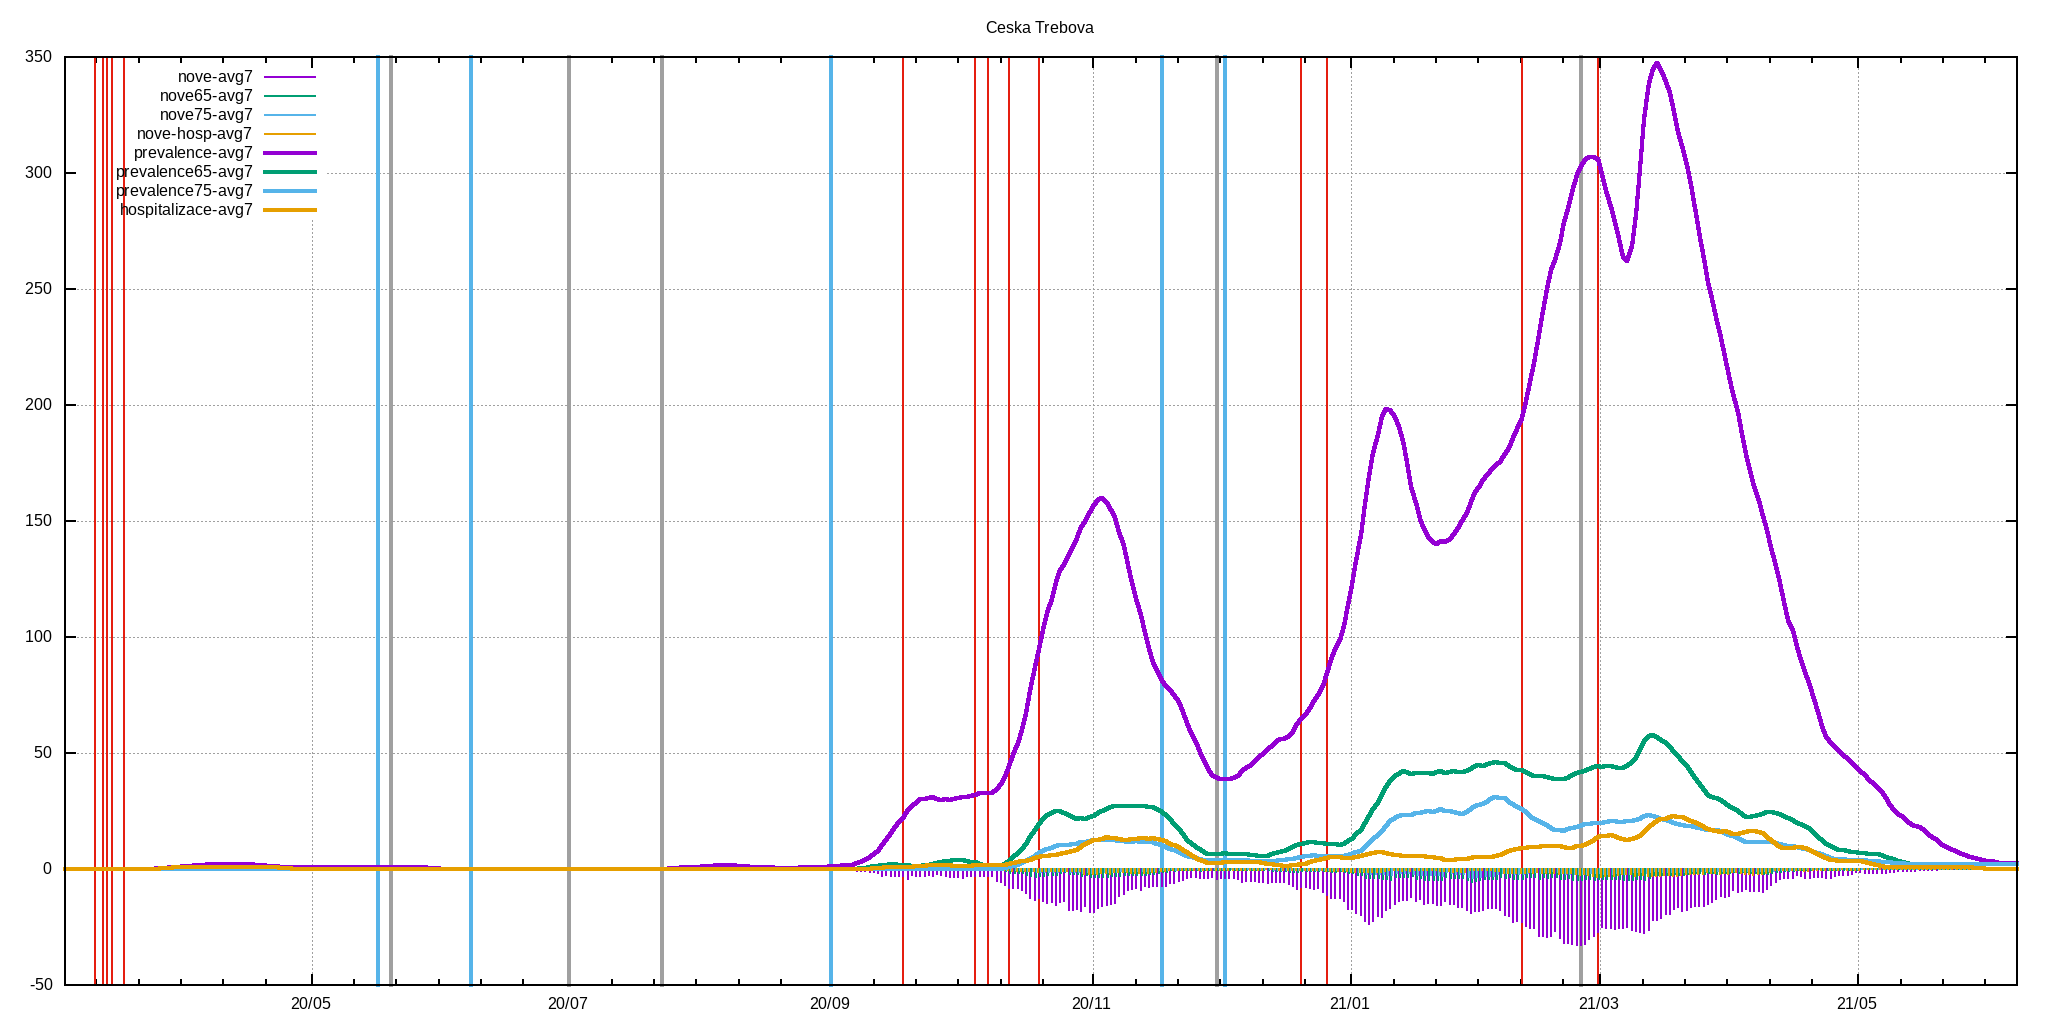 Ceska Trebova
350
300
250
200
150
100
50
0
-50
nove-avg7
nove65-avg7
nove75-avg7
nove-hosp-avg7
prevalence-avg7
prevalence65-avg7
prevalence75-avg7
hospitalizace-avg7
20/05 20/07 20/09 20/11 21/01 21/03 21/05